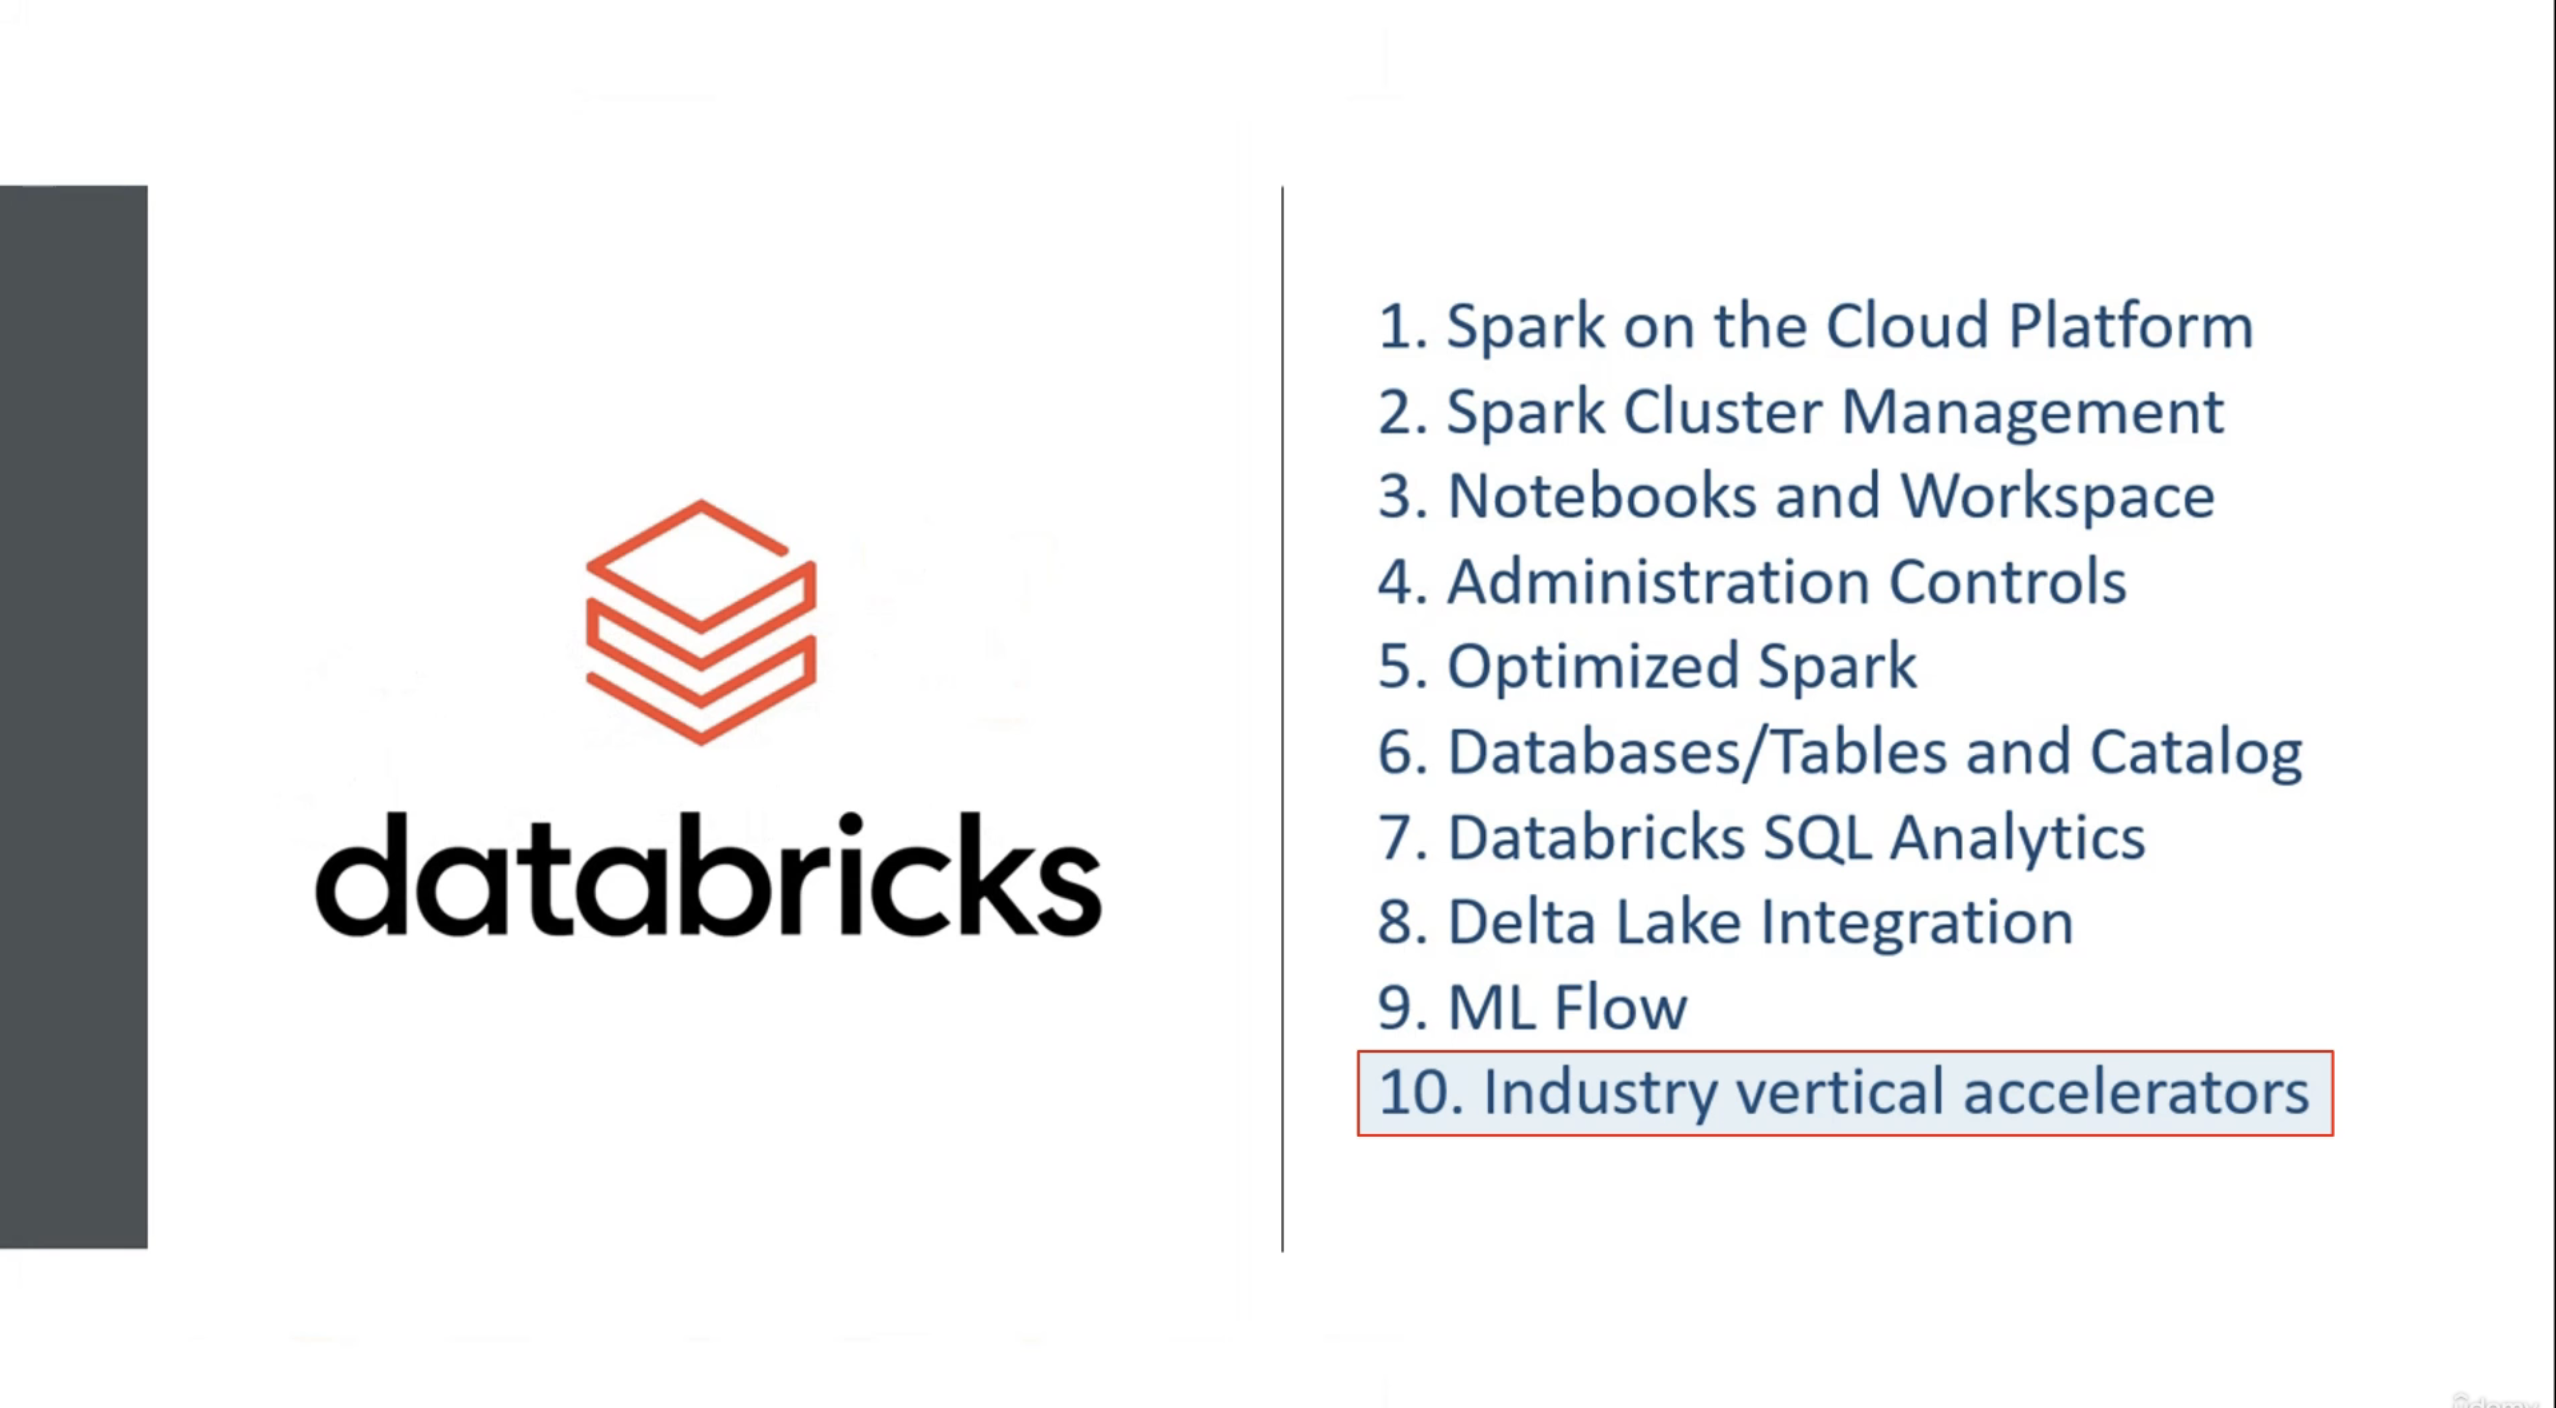 databricks
1. Spark on the Cloud Platform
2. Spark Cluster Management
3. Notebooks and Workspace
4. Administration Controls
5. Optimized Spark
6. Databases/Tables and Catalog
7. Databricks SQL Analytics
8. Delta Lake Integration
9. ML Flow
10. Industry vertical accelerators